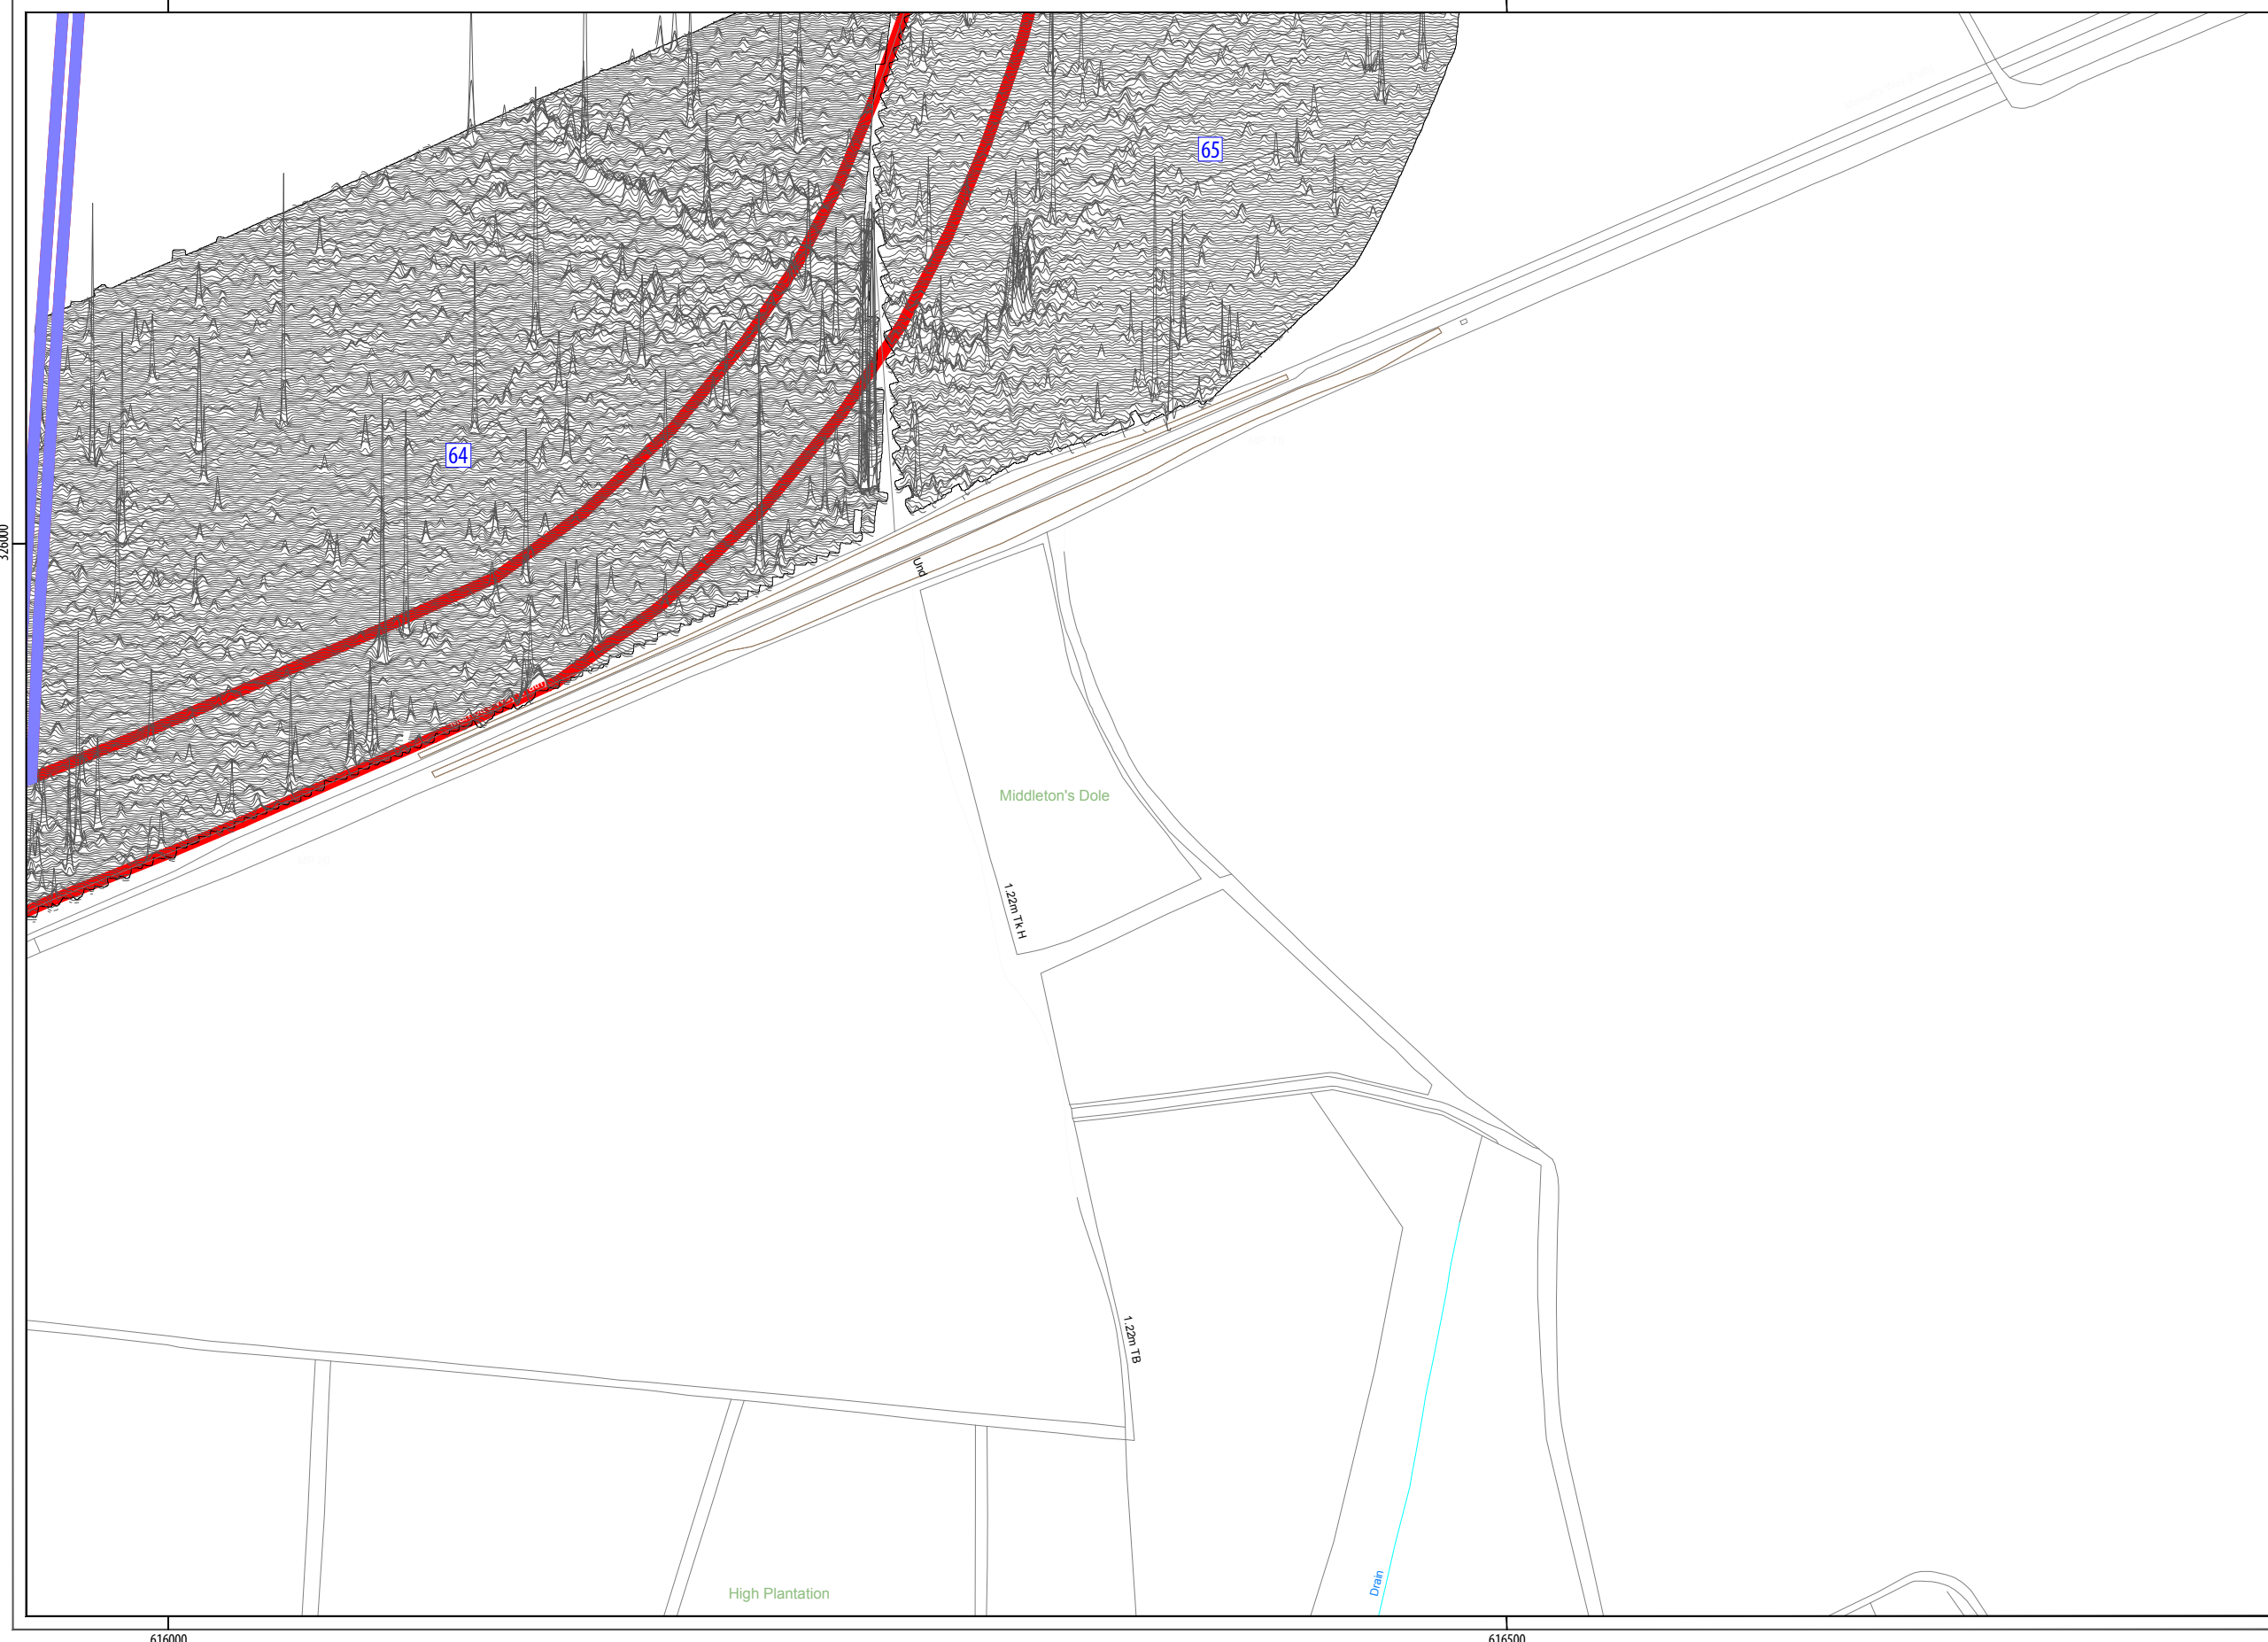 65
64
326000
Und
Middleton's Dole
1.22m Tk H
1.22m TB
High Plantation
Drain
616000
616500